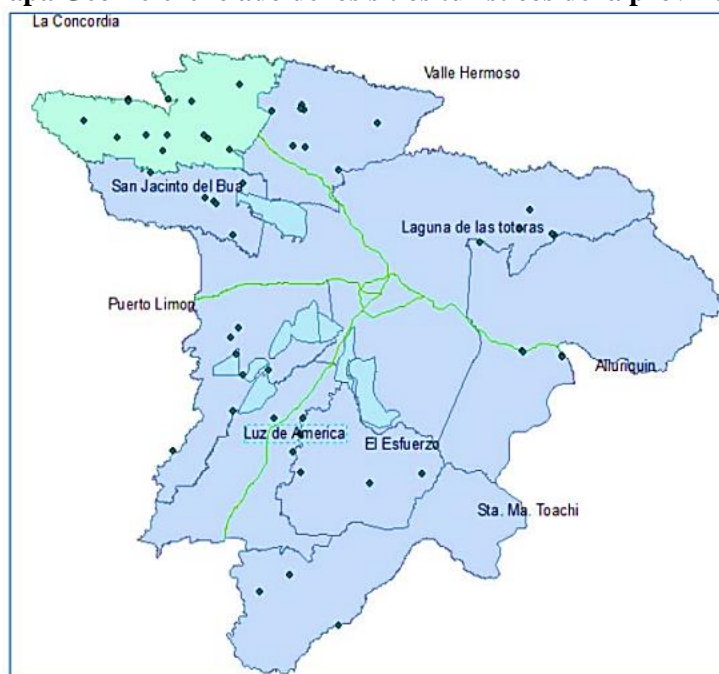 La Concordia
Valle Hermoso
San Jacinto del Bua
Laguna de las totoras
Puerto Limon
Alluriquin
Luz de America
El Esfuerzo
Sta. Ma. Toachi